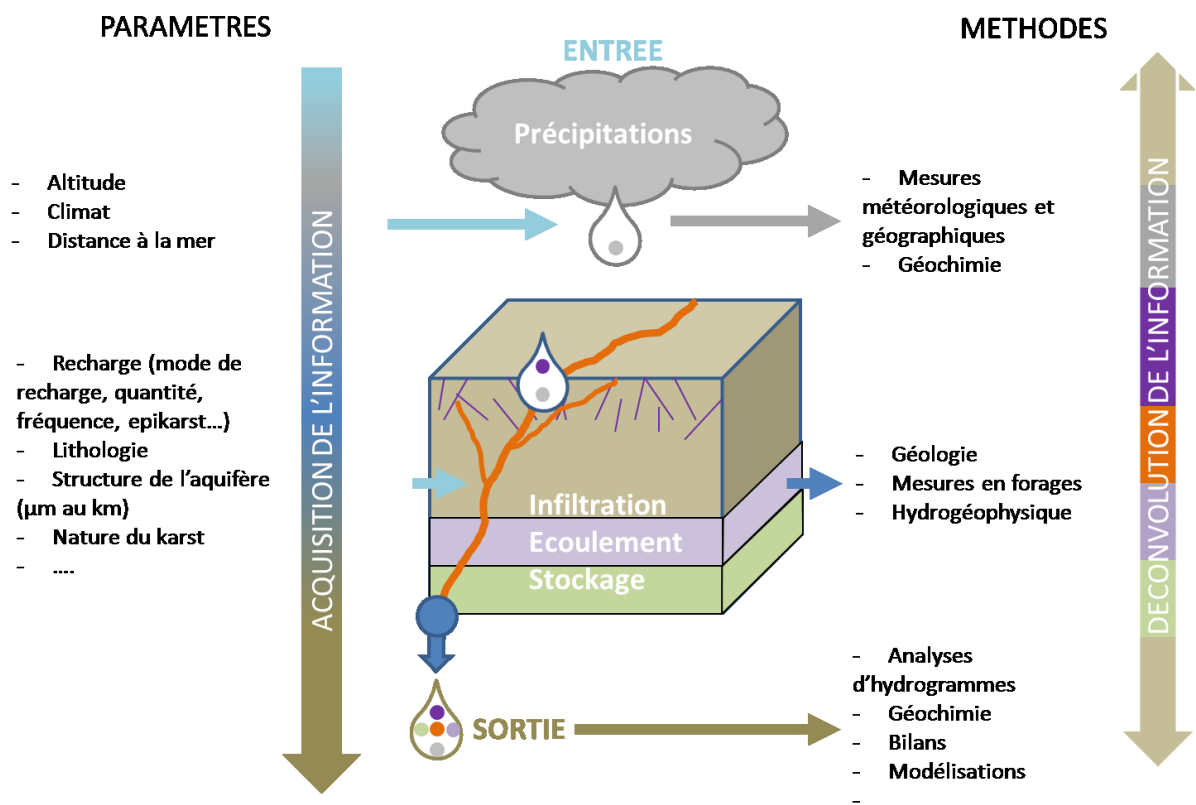 PARAMETRES
METHODES
ENTREE
Précipitations
- Altitude
- Climat
- Distance à la mer
- Mesures
météorologiques et
géographiques
- Géochimie
ACQUISITION DE L'INFORMATION
DECONVOLUTION DE L'INFORMATION
- Recharge (mode de
recharge, quantité,
fréquence, epikarst...)
- Lithologie
- Structure de l'aquifère
(µm au km)
- Nature du karst
- ....
Infiltration
Ecoulement
Stockage
- Géologie
- Mesures en forages
- Hydrogéophysique
SORTIE
- Analyses
d'hydrogrammes
- Géochimie
- Bilans
- Modélisations
-